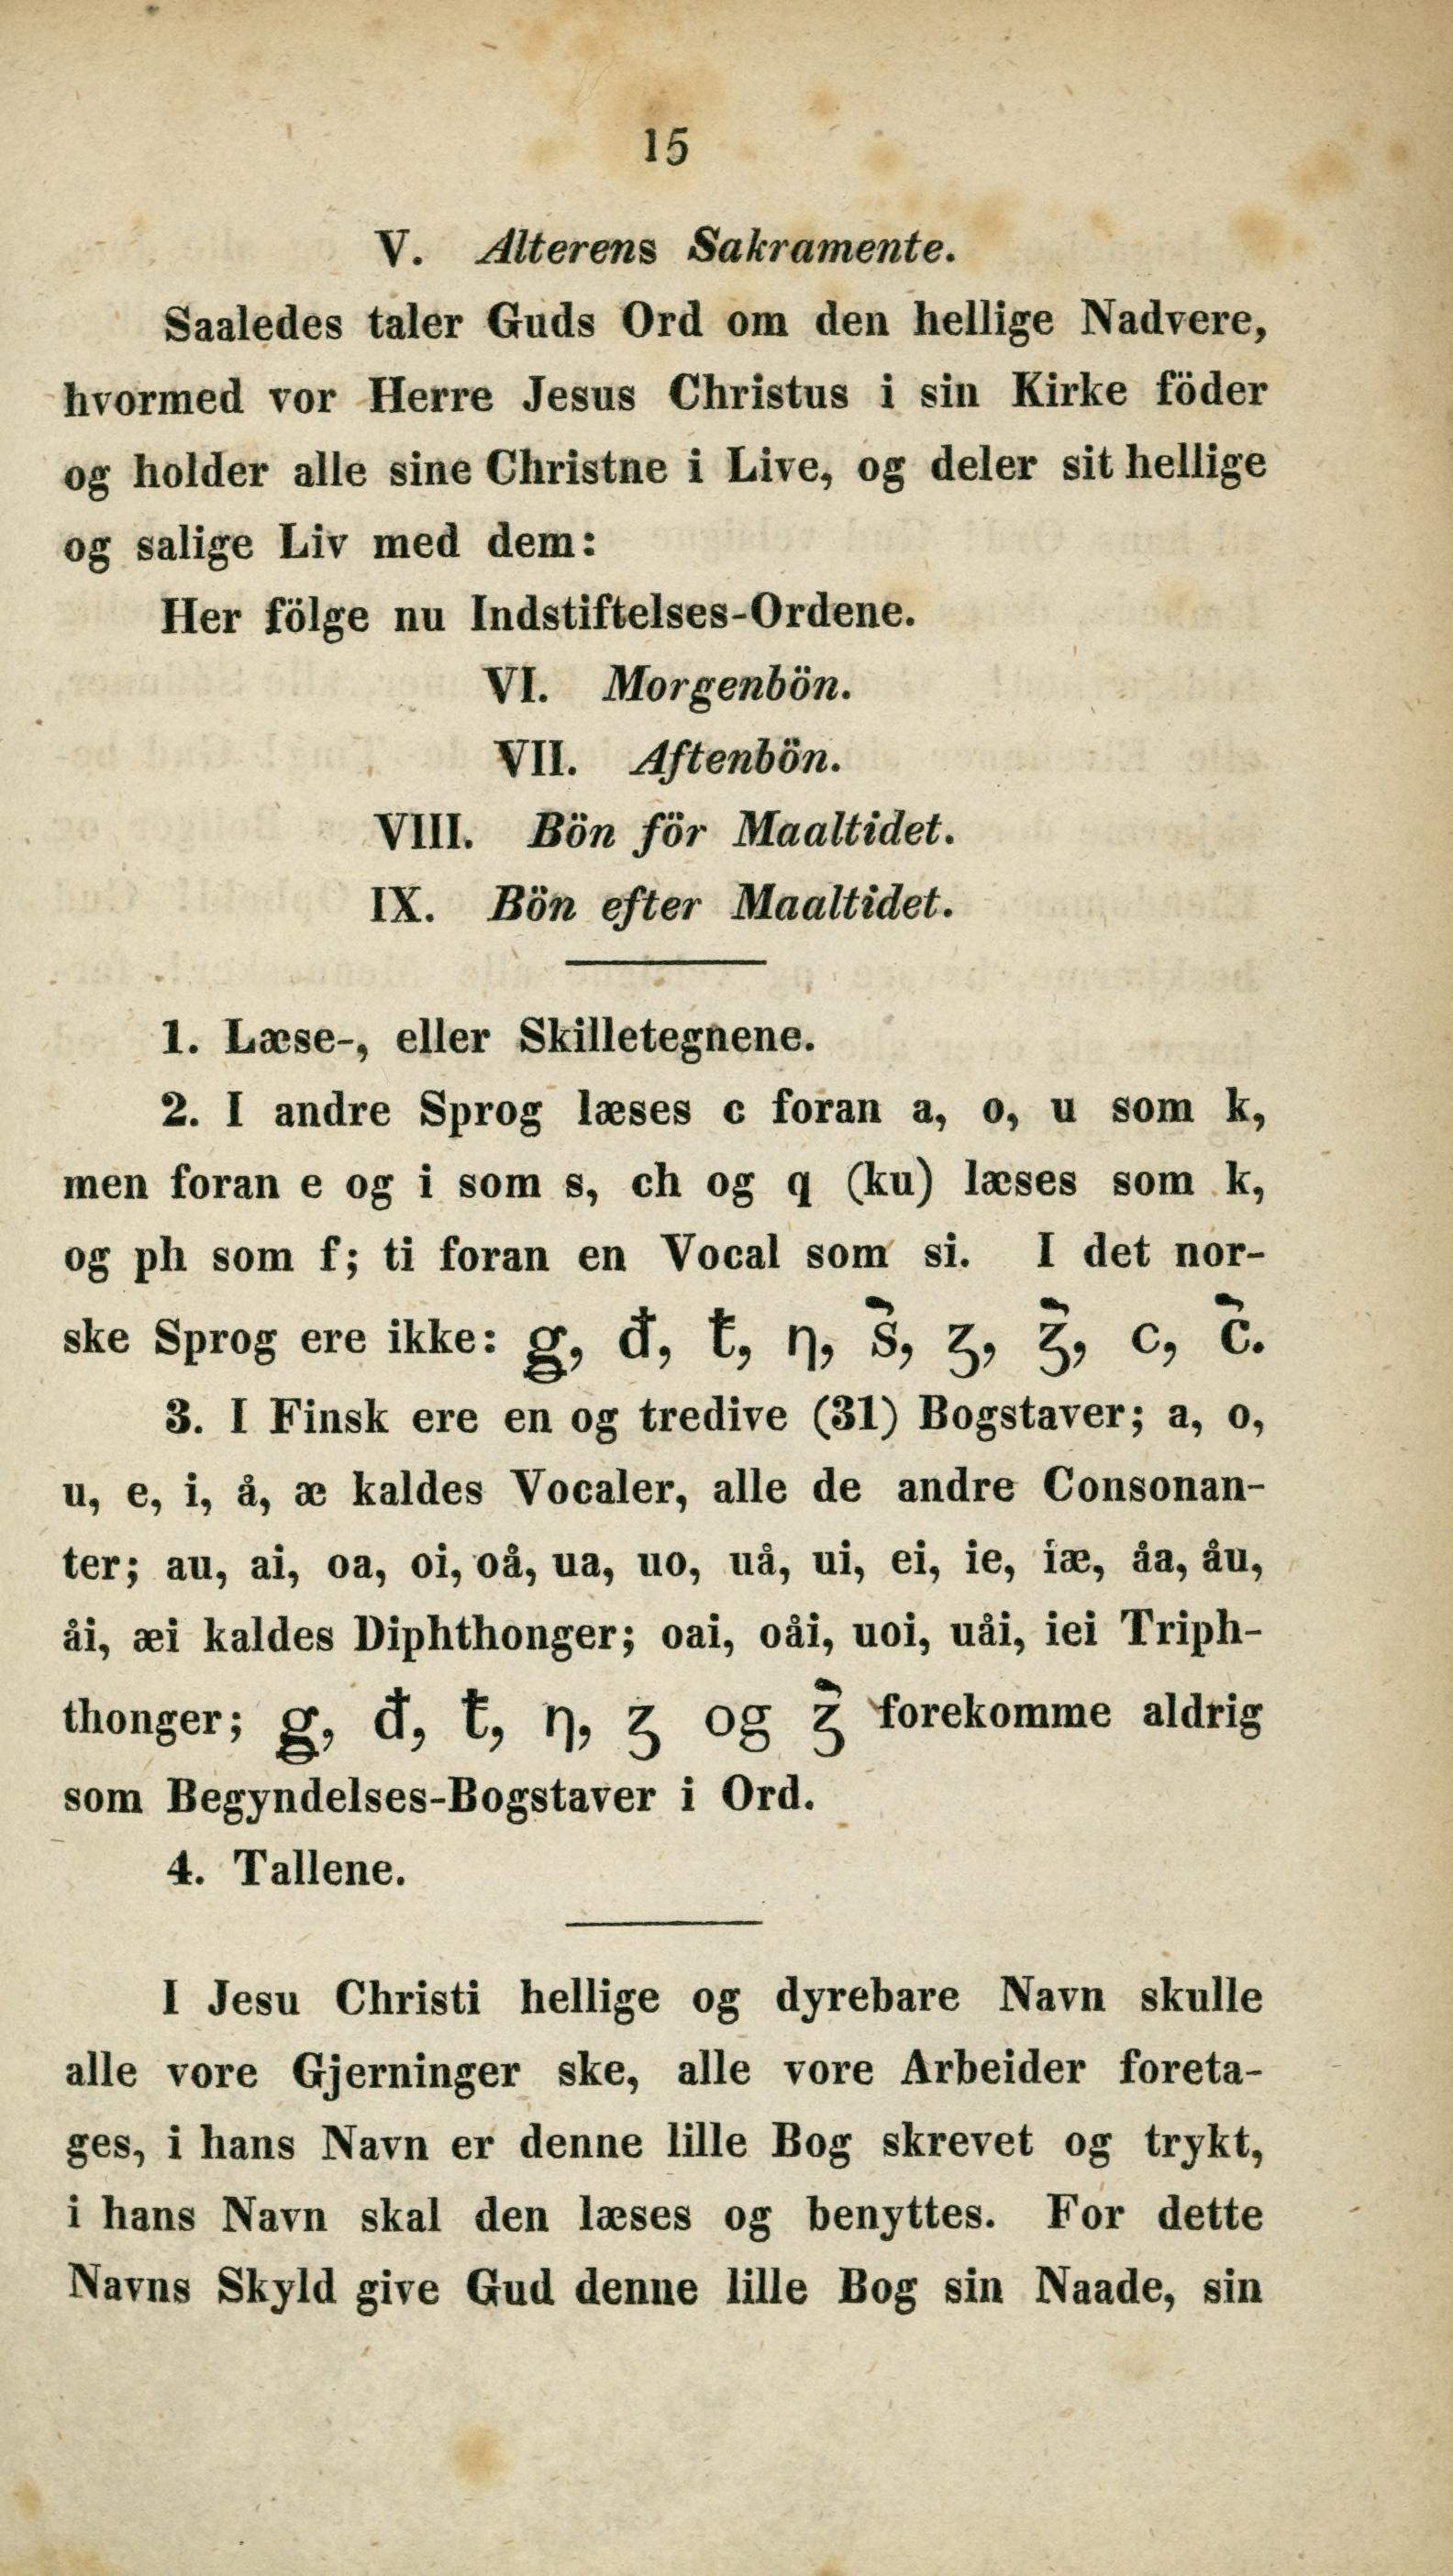 15
V. Alterens Sakramente.
Saaledes taler Guds Ord om den hellige Nadvere,
hvormed vor Herre Jesus Christus i sin Kirke föder
og holder alle sine Christne i Live, og deler sit hellige
og salige Liv med dem:
Her fölge nu Indstiftelses-Ordene.
VI. Morgenbön.
VII. Aftenbön.
VIII. Bön för Maaltidet.
IX. Bön efter Maaltidet.
1. Læse-, eller Skilletegnene.
2. I andre Sprog læses c foran a, o, u som k,
men foran e og i som s, ch og q (ku) læses som k,
og ph som f; ti foran en Vocal som si. I det nor-
ske Sprog ere ikke: g̱, đ, ŧ, ŋ, s̃, ʒ, ʒ̃, c, c̃.
3. I Finsk ere en og tredive (31) Bogstaver; a, o,
u, e, i, å, æ kaldes Vocaler, alle de andre Consonan-
ter; au, ai, oa, oi, oå, ua, uo, uå, ui, ei, ie, iæ, åa, åu,
åi, æi kaldes Diphthonger; oai, oåi, uoi, uåi, iei Triph-
thonger; g̱, đ, ŧ, ŋ, ʒ og ʒ̃ forekomme aldrig
som Begyndelses-Bogstaver i Ord.
4. Tallene.
I Jesu Christi hellige og dyrebare Navn skulle
alle vore Gjerninger ske, alle vore Arbeider foreta-
ges, i hans Navn er denne lille Bog skrevet og trykt,
i hans Navn skal den læses og benyttes. For dette
Navns Skyld give Gud denne lille Bog sin Naade, sin